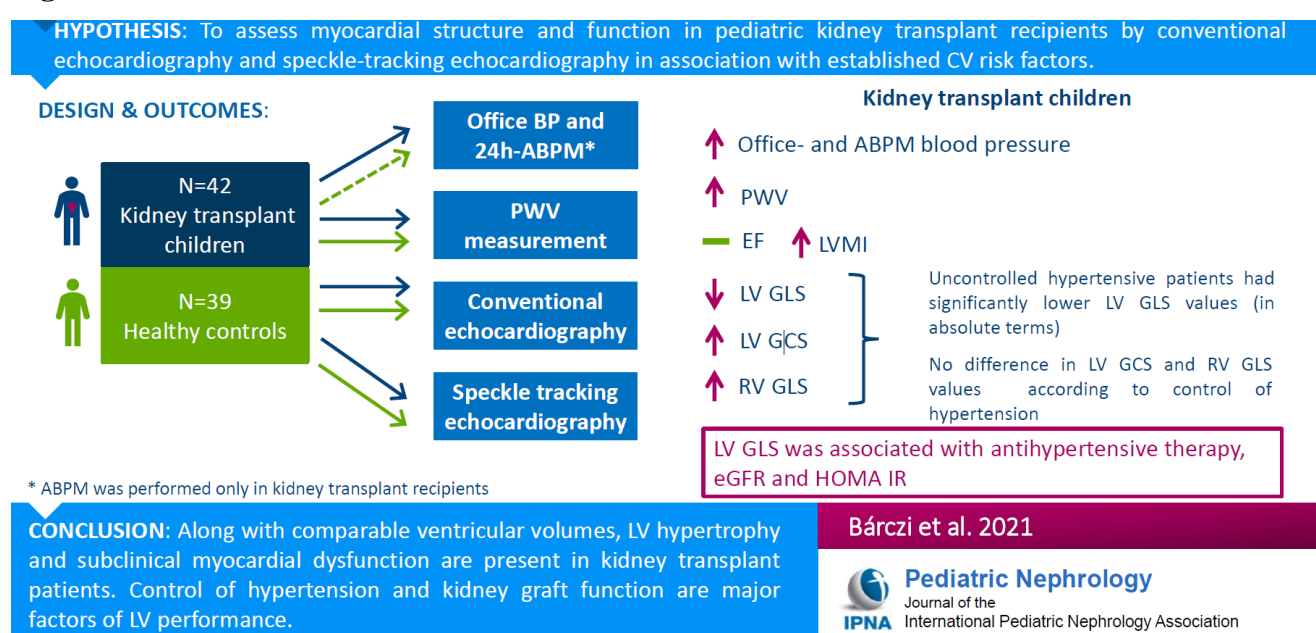 HYPOTHESIS: To assess myocardial structure and function in pediatric kidney transplant recipients by conventional
echocardiography and speckle-tracking echocardiography in association with established CV risk factors.
DESIGN & OUTCOMES:
N=42
Kidney transplant
children
N=39
Healthy controls
Office BP and
24h-ABPM*
PWV
measurement
Conventional
echocardiography
Speckle tracking
echocardiography
* ABPM was performed only in kidney transplant recipients
Kidney transplant children
Office- and ABPM blood pressure
PWV
EF LVMI
LV GLS
LV GCS
RV GLS
Uncontrolled hypertensive patients had
significantly lower LV GLS values (in
absolute terms)
No difference in LV GCS and RV GLS
values according to control of
hypertension
LV GLS was associated with antihypertensive therapy,
eGFR and HOMA IR
CONCLUSION: Along with comparable ventricular volumes, LV hypertrophy
and subclinical myocardial dysfunction are present in kidney transplant
patients. Control of hypertension and kidney graft function are major
factors of LV performance.
Bárczi et al. 2021
IPNA
Pediatric Nephrology
Journal of the
International Pediatric Nephrology Association